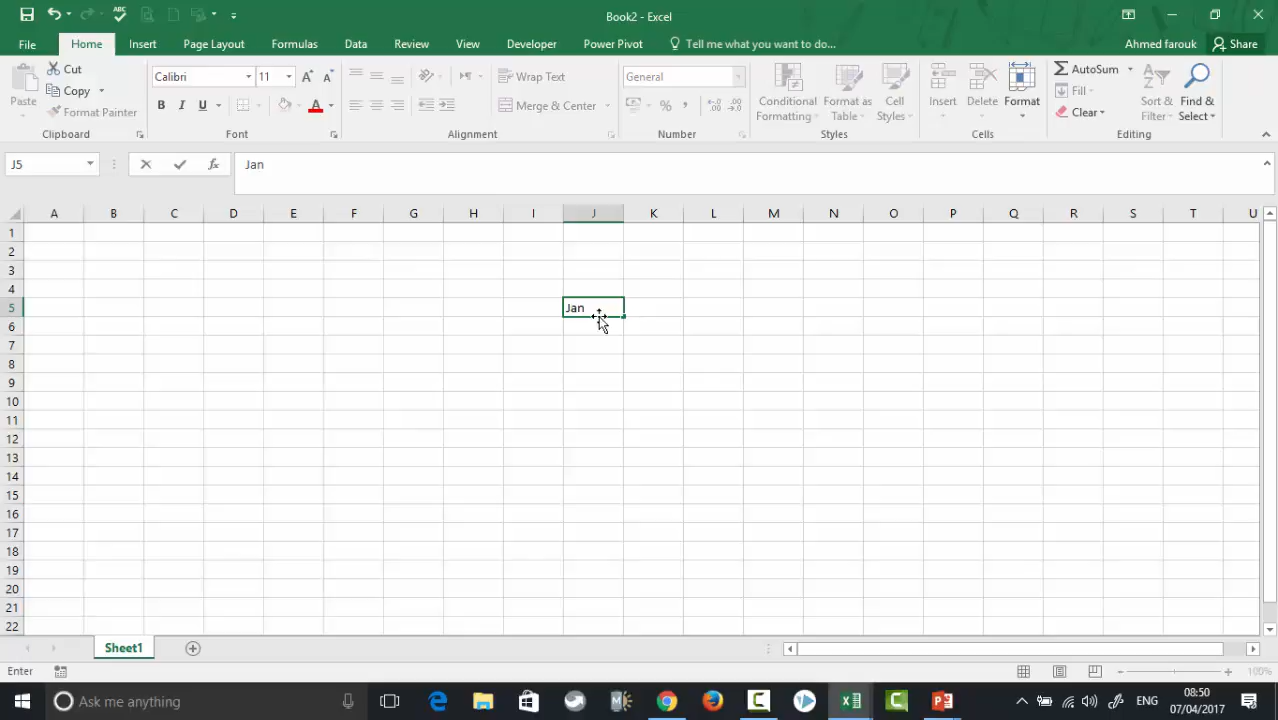 Book2 - Excel
File Home Insert Page Layout Formulas Data Review View Developer Power Pivot Tell me what you want to do... Ahmed farouk Share
Paste Cut Copy Format Painter
Calibri 11
B I U A
Wrap Text
Merge & Center
General
%
Conditional Formatting
Format as Table
Cell Styles
Insert Delete Format
AutoSum
Fill
Clear
Sort & Filter
Find & Select
Clipboard Font Alignment Number Styles Cells Editing
J5 fx Jan
A B C D E F G H I J K L M N O P Q R S T U
1
2
3
4
5 Jan
6
7
8
9
10
11
12
13
14
15
16
17
18
19
20
21
22
Sheet1
Enter 100%
Ask me anything ENG 08:50
07/04/2017